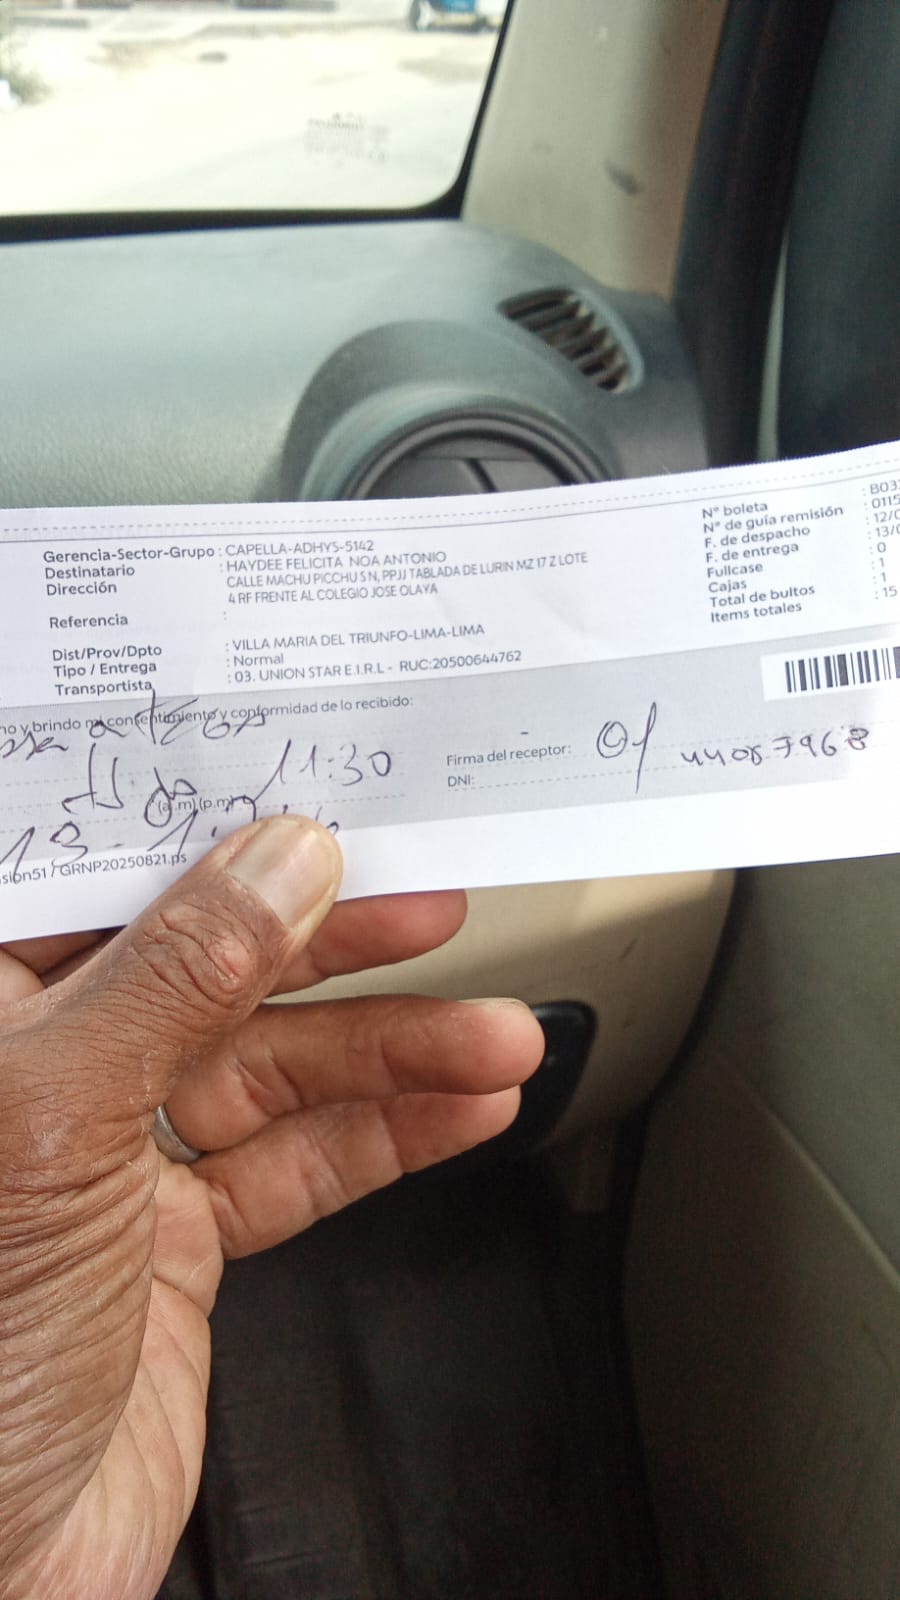 Gerencia-Sector-Grupo : CAPELLA-ADHYS-5142
Destinatario : HAYDEE FELICITA NOA ANTONIO
Dirección CALLE MACHU PICCHU S N, PPJJ TABLADA DE LURIN MZ 17 Z LOTE
4 RF FRENTE AL COLEGIO JOSE OLAYA
Referencia :
Dist/Prov/Dpto : VILLA MARIA DEL TRIUNFO-LIMA-LIMA
Tipo / Entrega : Normal
Transportista : 03. UNION STAR E.I.R.L - RUC:20500644762
N° boleta : B03
N° de guía remisión : 0115
F. de despacho : 12/0
F. de entrega : 13/0
Fullcase : 0
Cajas : 1
Total de bultos : 1
Items totales : 15
no y brindo mi consentimiento y conformidad de lo recibido:
11:30
(a.m) (p.m)
Firma del receptor:
DNI: 44087968
sion51 / GRNP20250821.ps